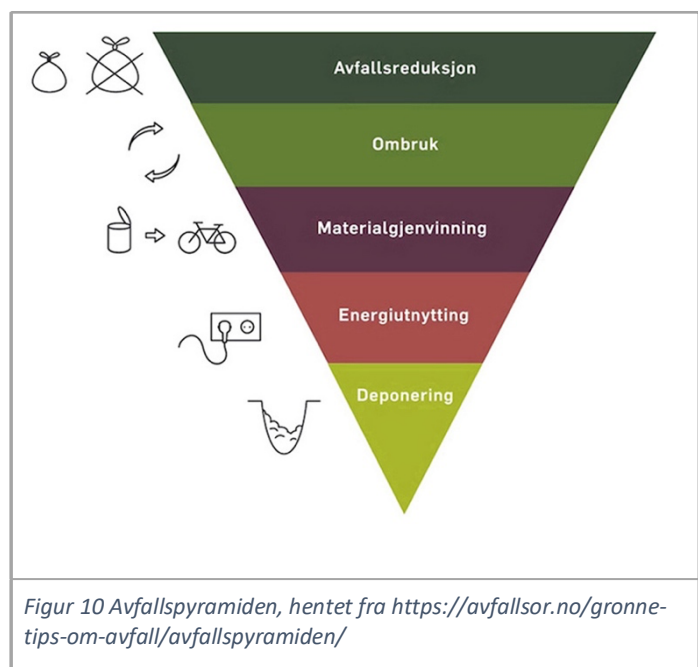 Avfallsreduksjon
Ombruk
Materialgjenvinning
Energiutnytting
Deponering
Figur 10 Avfallspyramiden, hentet fra https://avfallsor.no/gronne-
tips-om-avfall/avfallspyramiden/